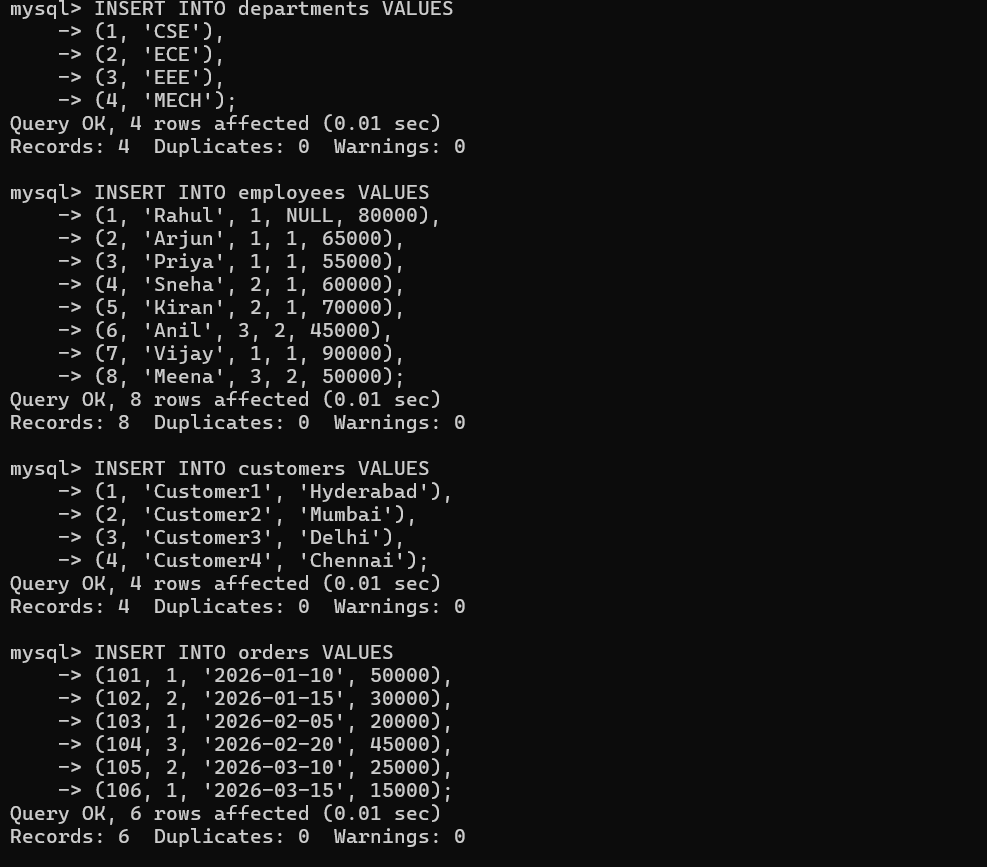 mysql> INSERT INTO departments VALUES
    -> (1, 'CSE'),
    -> (2, 'ECE'),
    -> (3, 'EEE'),
    -> (4, 'MECH');
Query OK, 4 rows affected (0.01 sec)
Records: 4  Duplicates: 0  Warnings: 0

mysql> INSERT INTO employees VALUES
    -> (1, 'Rahul', 1, NULL, 80000),
    -> (2, 'Arjun', 1, 1, 65000),
    -> (3, 'Priya', 1, 1, 55000),
    -> (4, 'Sneha', 2, 1, 60000),
    -> (5, 'Kiran', 2, 1, 70000),
    -> (6, 'Anil', 3, 2, 45000),
    -> (7, 'Vijay', 1, 1, 90000),
    -> (8, 'Meena', 3, 2, 50000);
Query OK, 8 rows affected (0.01 sec)
Records: 8  Duplicates: 0  Warnings: 0

mysql> INSERT INTO customers VALUES
    -> (1, 'Customer1', 'Hyderabad'),
    -> (2, 'Customer2', 'Mumbai'),
    -> (3, 'Customer3', 'Delhi'),
    -> (4, 'Customer4', 'Chennai');
Query OK, 4 rows affected (0.01 sec)
Records: 4  Duplicates: 0  Warnings: 0

mysql> INSERT INTO orders VALUES
    -> (101, 1, '2026-01-10', 50000),
    -> (102, 2, '2026-01-15', 30000),
    -> (103, 1, '2026-02-05', 20000),
    -> (104, 3, '2026-02-20', 45000),
    -> (105, 2, '2026-03-10', 25000),
    -> (106, 1, '2026-03-15', 15000);
Query OK, 6 rows affected (0.01 sec)
Records: 6  Duplicates: 0  Warnings: 0